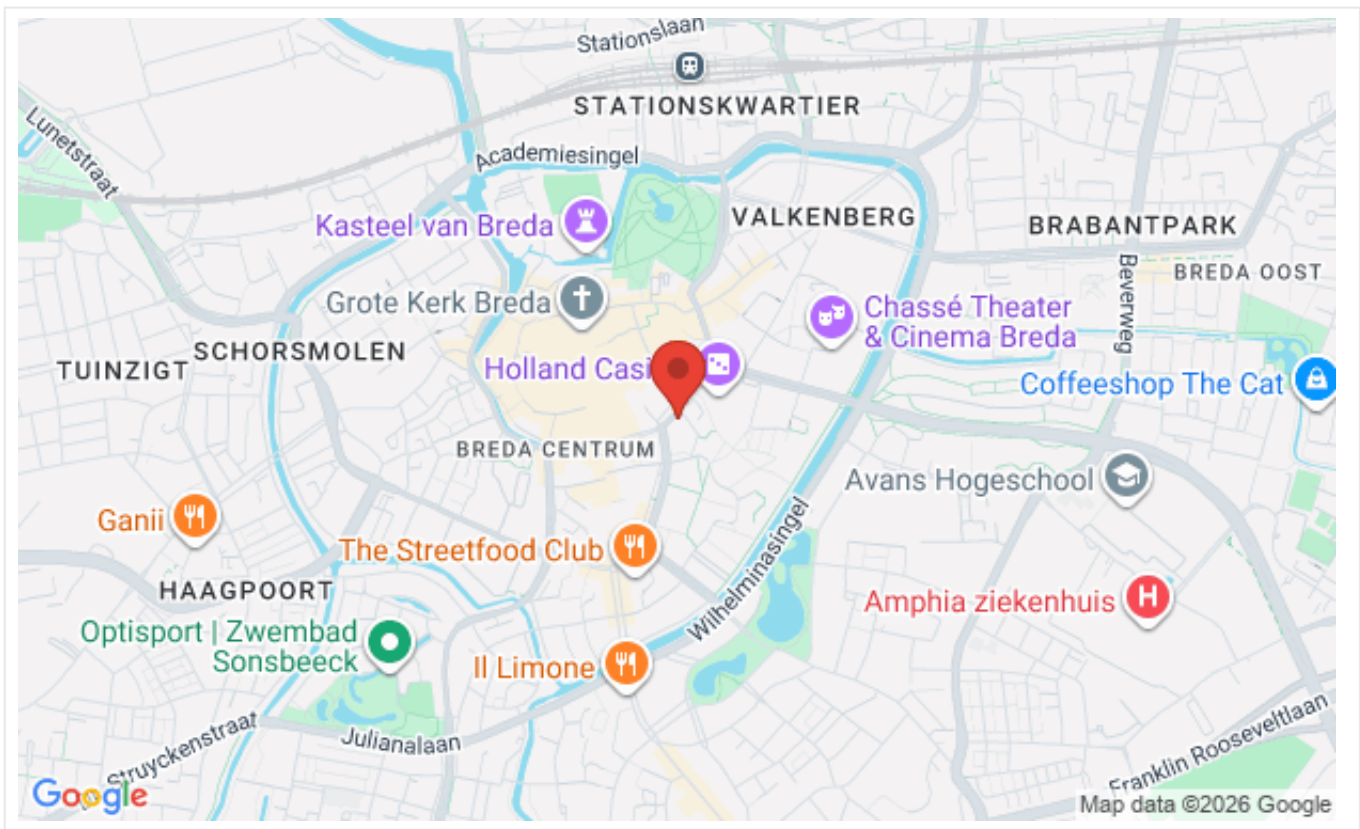 Stationslaan
STATIONSKWARTIER
Lunetstraat
Academiesingel
Kasteel van Breda
VALKENBERG
BRABANTPARK
BREDA OOST
Beverweg
Grote Kerk Breda
Chassé Theater
& Cinema Breda
SCHORSMOLEN
TUINZIGT
Holland Casi
Coffeeshop The Cat
BREDA CENTRUM
Avans Hogeschool
Ganii
The Streetfood Club
Wilhelminasingel
HAAGPOORT
Amphia ziekenhuis
Optisport | Zwembad
Sonsbeeck
Il Limone
Struyckenstraat
Julianalaan
Franklin Rooseveltlaan
Google
Map data ©2026 Google